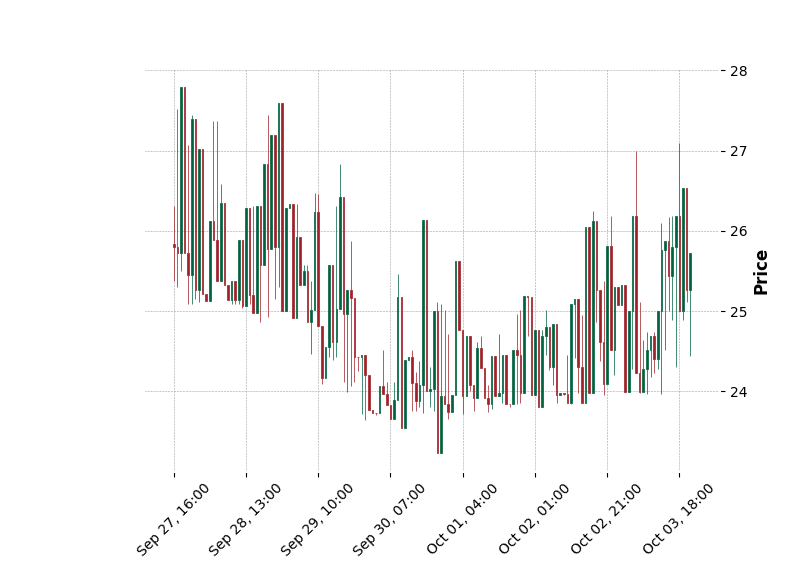 28
27
26
25
24
Price
Sep 27, 16:00
Sep 28, 13:00
Sep 29, 10:00
Sep 30, 07:00
Oct 01, 04:00
Oct 02, 01:00
Oct 02, 21:00
Oct 03, 18:00